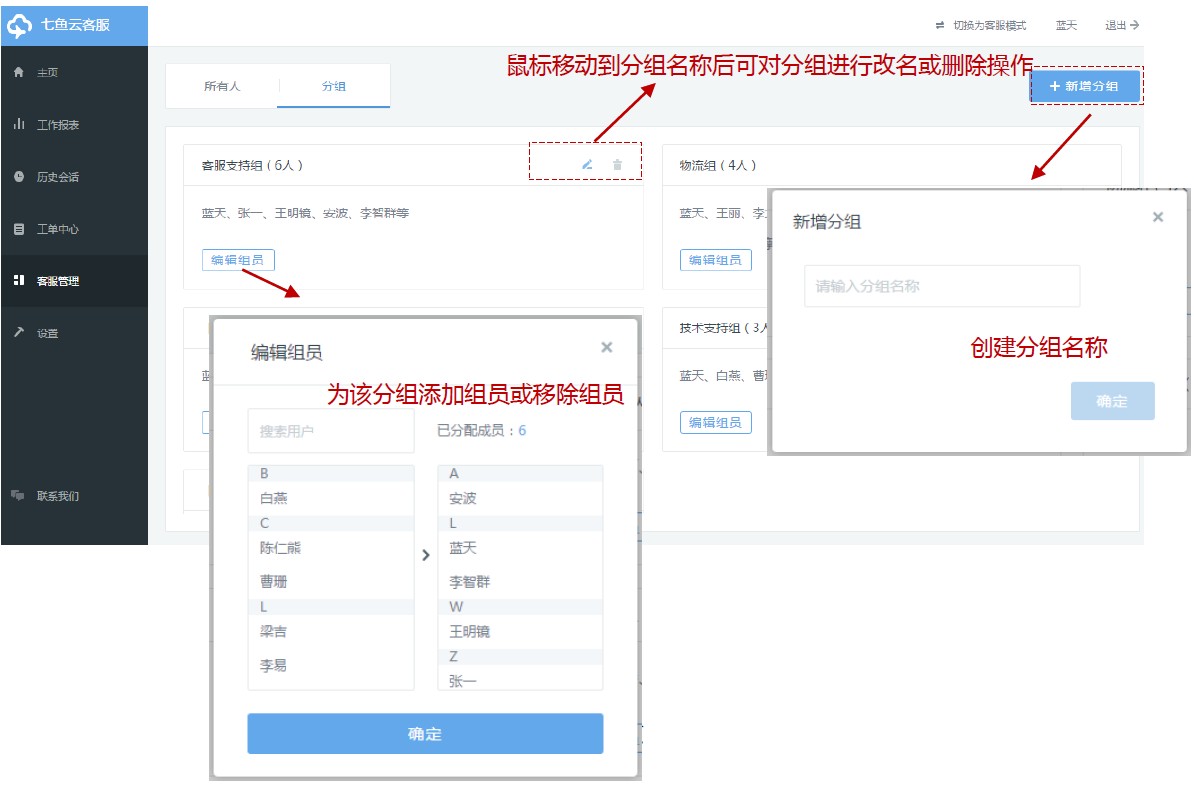 七鱼云客服
切换为客服模式 蓝天 退出
主页
工作报表
历史会话
工单中心
客服管理
设置
联系我们
所有人 分组
鼠标移动到分组名称后可对分组进行改名或删除操作
+ 新增分组
客服支持组(6人)
蓝天、张一、王明镜、安波、李智群等
编辑组员
物流组(4人)
蓝天、王丽、李
编辑组员
技术支持组(3人
蓝天、白燕、曹
编辑组员
新增分组
请输入分组名称
创建分组名称
确定
编辑组员
为该分组添加组员或移除组员
搜索用户
已分配成员:6
B
白燕
C
陈仁熊
曹珊
L
梁吉
李易
A
安波
L
蓝天
李智群
W
王明镜
Z
张一
确定